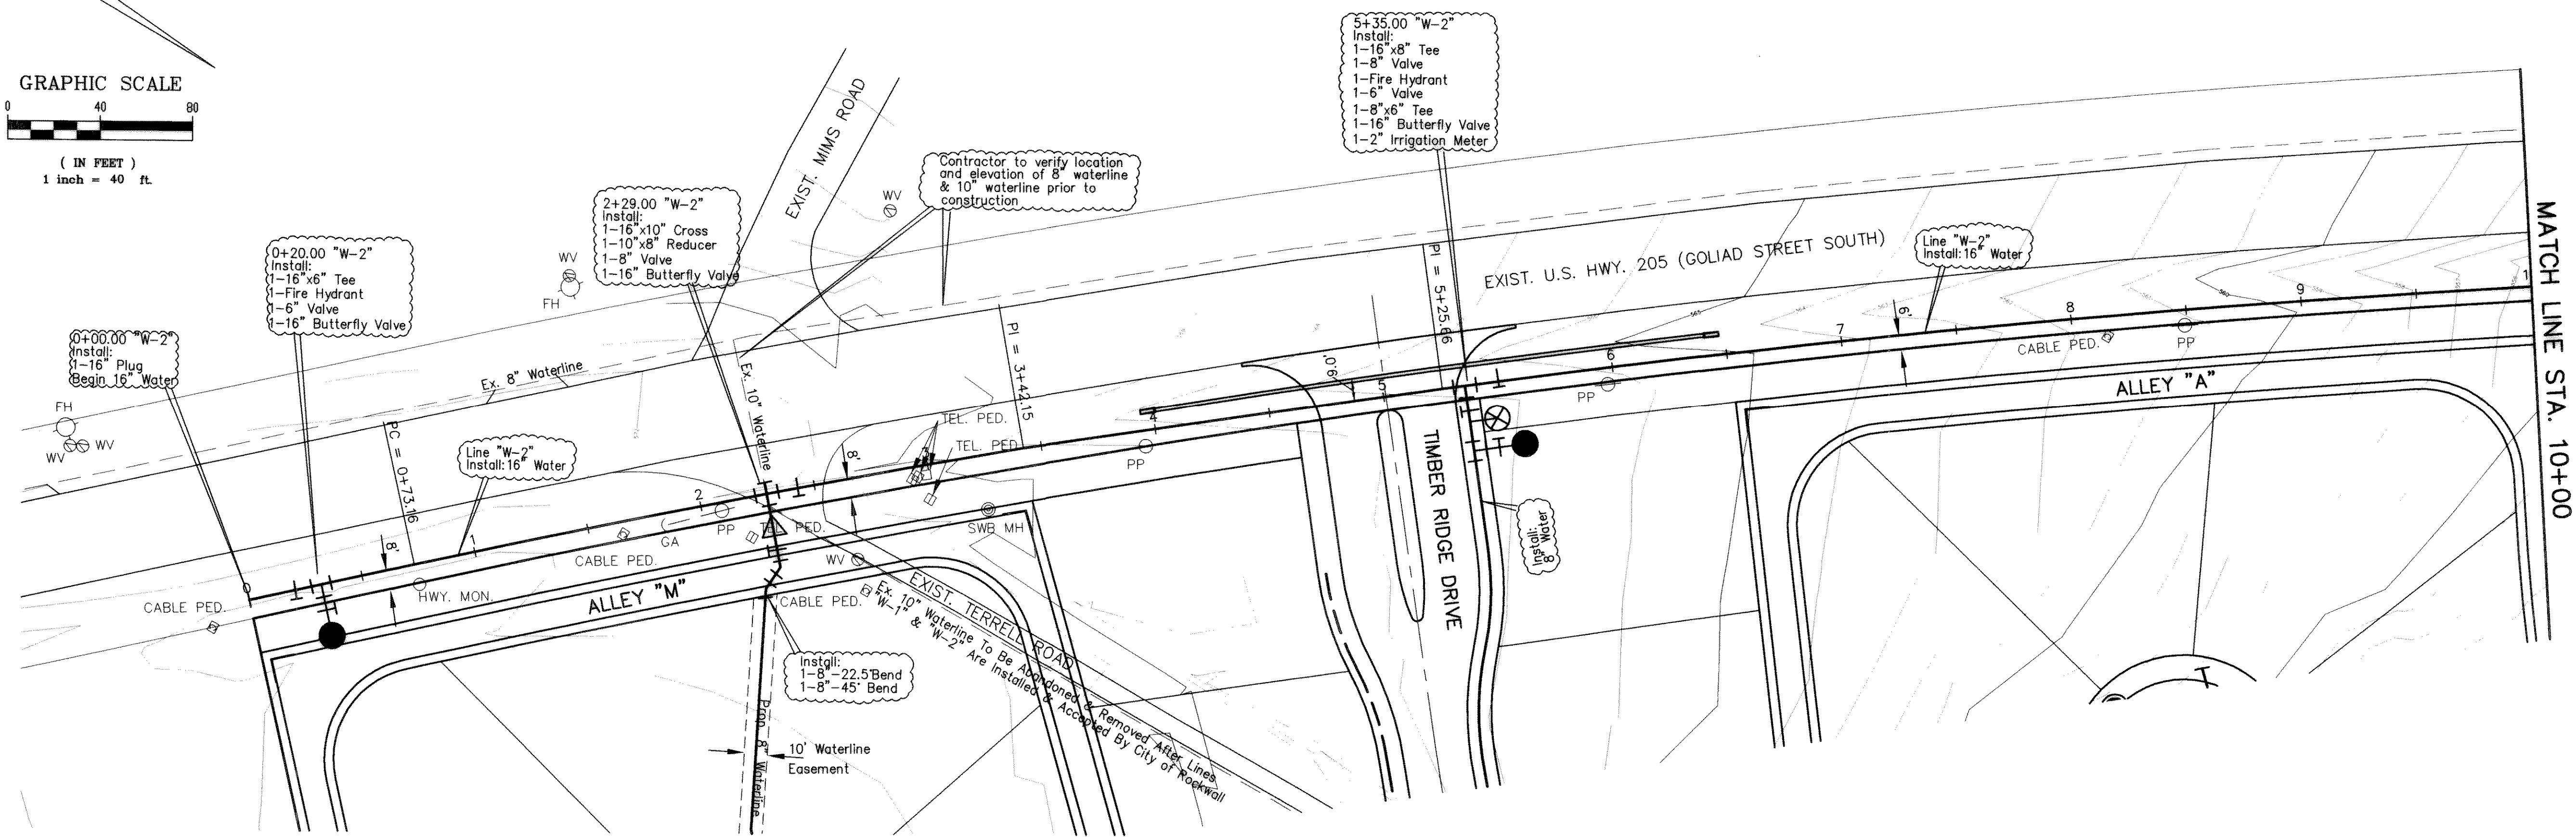 GRAPHIC SCALE
0 40 80
( IN FEET )
1 inch = 40 ft.
0+00.00 "W-2"
Install:
1-16" Plug
Begin 16" Water
0+20.00 "W-2"
Install:
1-16"x6" Tee
1-Fire Hydrant
1-6" Valve
1-16" Butterfly Valve
2+29.00 "W-2"
Install:
1-16"x10" Cross
1-10"x8" Reducer
1-8" Valve
1-16" Butterfly Valve
Contractor to verify location
and elevation of 8" waterline
& 10" waterline prior to
construction
5+35.00 "W-2"
Install:
1-16"x8" Tee
1-8" Valve
1-Fire Hydrant
1-6" Valve
1-8"x6" Tee
1-16" Butterfly Valve
1-2" Irrigation Meter
EXIST. MIMS ROAD
WV
WV
FH
FH
WV
WV
Ex. 8" Waterline
Ex. 10" Waterline
PC = 0+73.16
PI = 3+42.15
PI = 5+25.66
EXIST. U.S. HWY. 205 (GOLIAD STREET SOUTH)
Line "W-2"
Install: 16" Water
Line "W-2"
Install: 16" Water
MATCH LINE STA. 10+00
0
1
2
3
4
5
6
7
8
9
1
8'
8'
9.0'
6'
TEL. PED.
TEL. PED.
TEL. PED.
PP
PP
PP
PP
GA
SWB MH
WV
HWY. MON.
CABLE PED.
CABLE PED.
CABLE PED.
CABLE PED.
ALLEY "M"
ALLEY "A"
TIMBER RIDGE DRIVE
Install:
8" Water
EXIST. TERRELL ROAD
Ex. 10" Waterline To Be Abandoned & Removed After Lines
"W-1" & "W-2" Are Installed & Accepted By City of Rockwall
Install:
1-8"-22.5°Bend
1-8"-45° Bend
Prop. 8" Waterline
10' Waterline
Easement
560
561
562
563
564